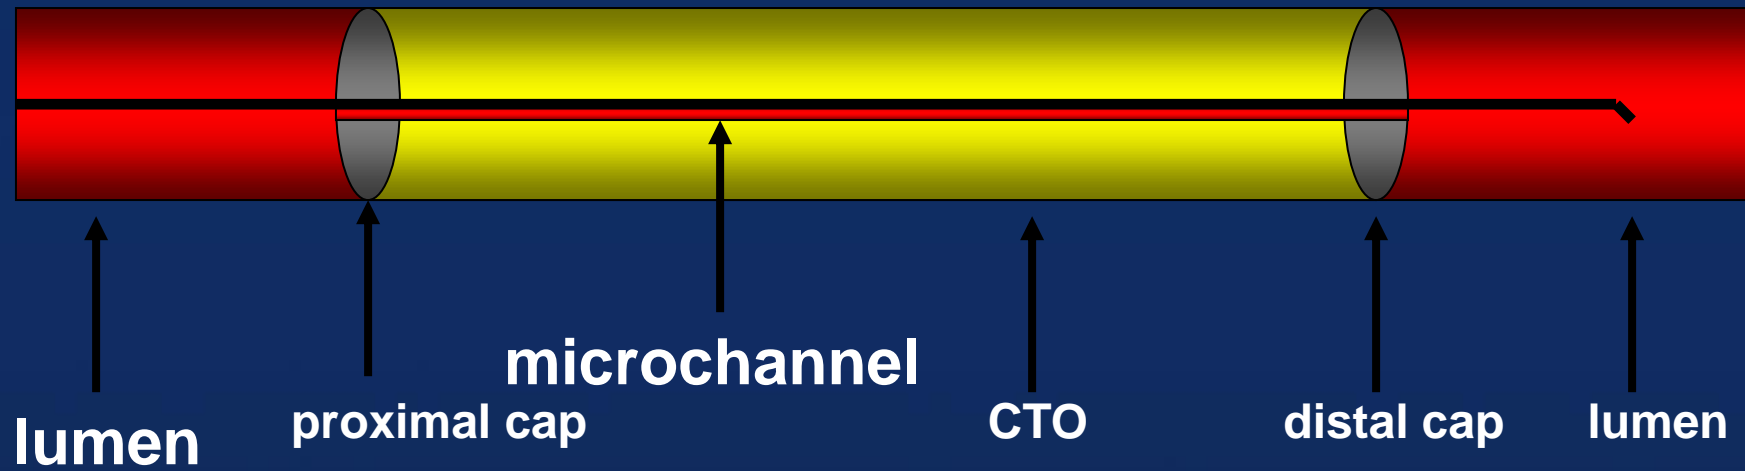 microchannel
lumen
proximal cap
CTO
distal cap
lumen